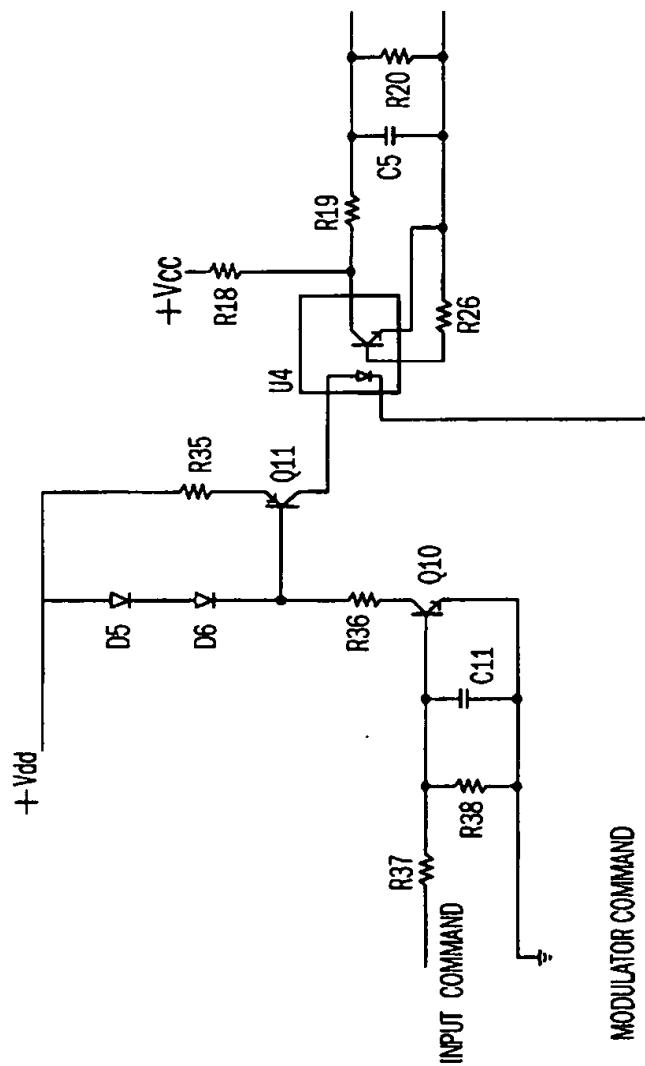 +Vdd
D5
D6
R35
Q11
R36
Q10
C11
R38
R37
INPUT COMMAND
MODULATOR COMMAND
U4
+Vcc
R18
R19
C5
R20
R26